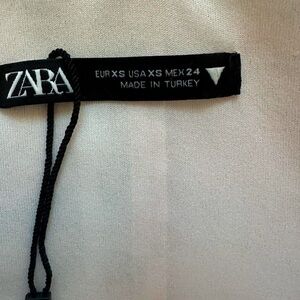 ZARA
EUR XS USA XS MEX 24
MADE IN TURKEY